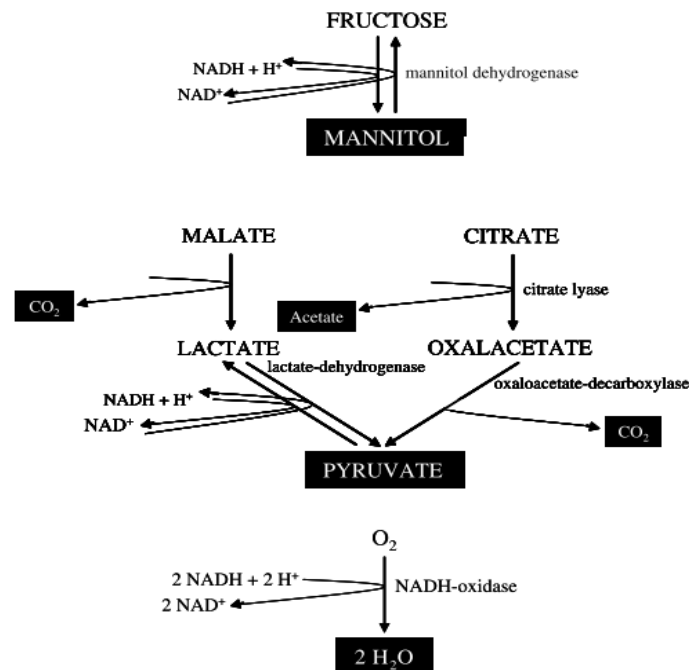 FRUCTOSE
NADH + H⁺
mannitol dehydrogenase
NAD⁺
MANNITOL
MALATE
CITRATE
CO₂
citrate lyase
Acetate
LACTATE
OXALACETATE
lactate-dehydrogenase
oxaloacetate-decarboxylase
NADH + H⁺
NAD⁺
CO₂
PYRUVATE
O₂
2 NADH + 2 H⁺
NADH-oxidase
2 NAD⁺
2 H₂O